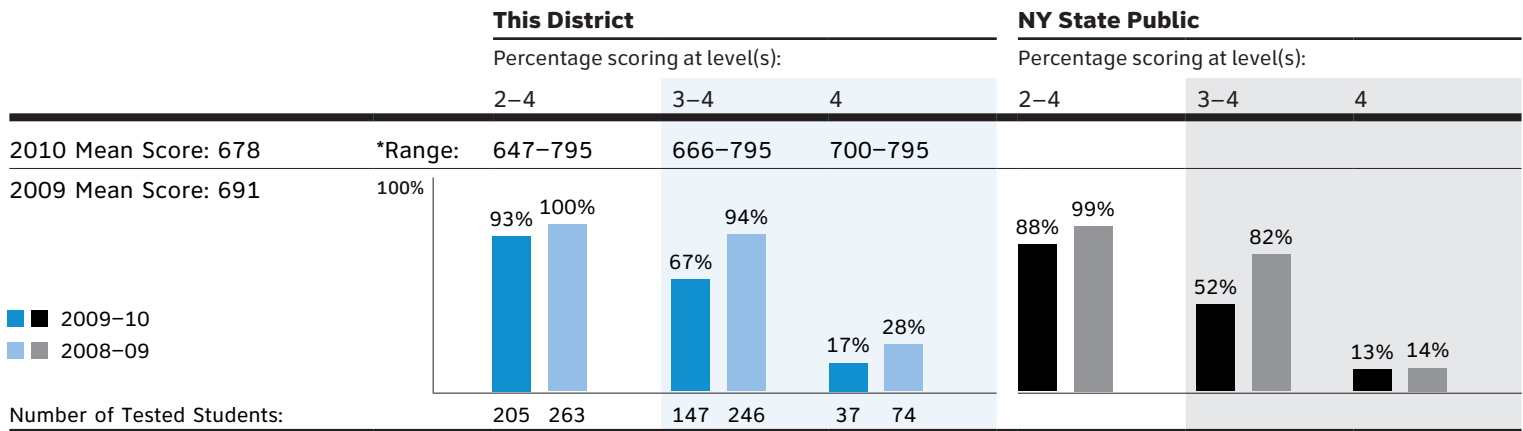 This District NY State Public
Percentage scoring at level(s): Percentage scoring at level(s):
2–4 3–4 4 2–4 3–4 4
2010 Mean Score: 678 *Range: 647–795 666–795 700–795
2009 Mean Score: 691 100%
93% 100% 67% 94% 17% 28% 88% 99% 52% 82% 13% 14%
2009–10
2008–09
Number of Tested Students: 205 263 147 246 37 74